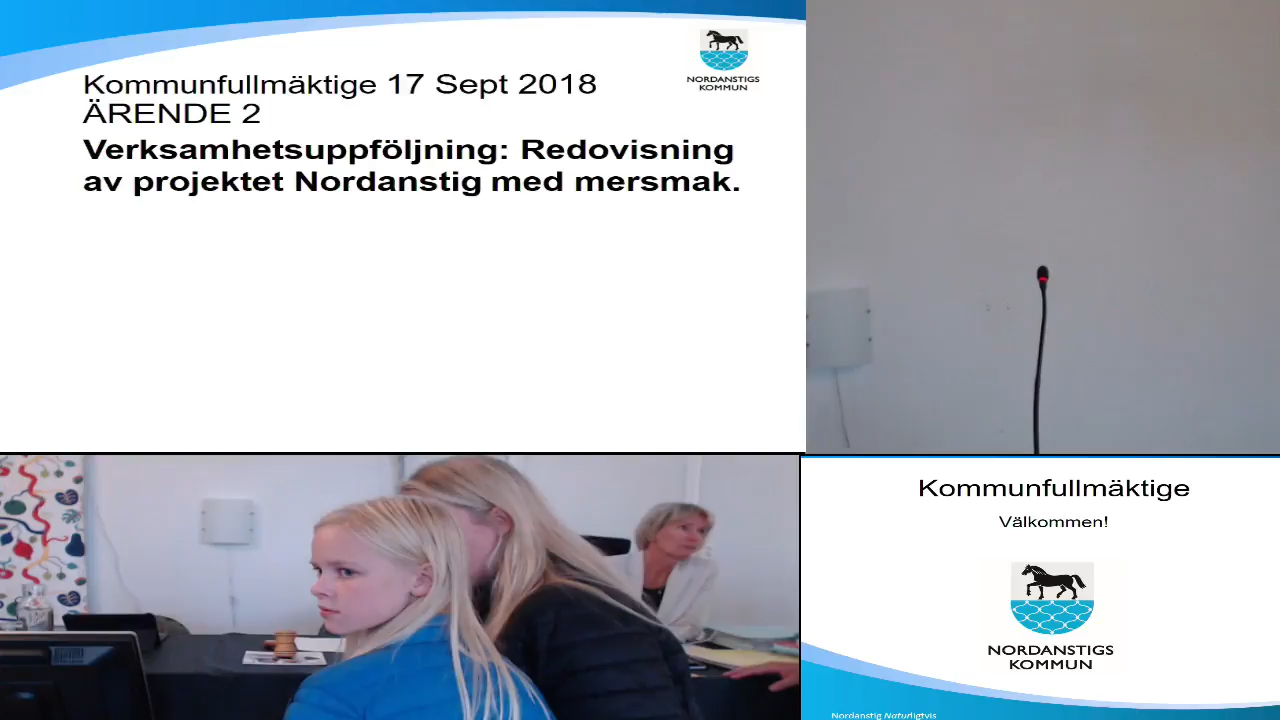 NORDANSTIGS
KOMMUN
Kommunfullmäktige 17 Sept 2018
ÄRENDE 2
Verksamhetsuppföljning: Redovisning
av projektet Nordanstig med mersmak.
Kommunfullmäktige
Välkommen!
NORDANSTIGS
KOMMUN
Nordanstig Naturligtvis